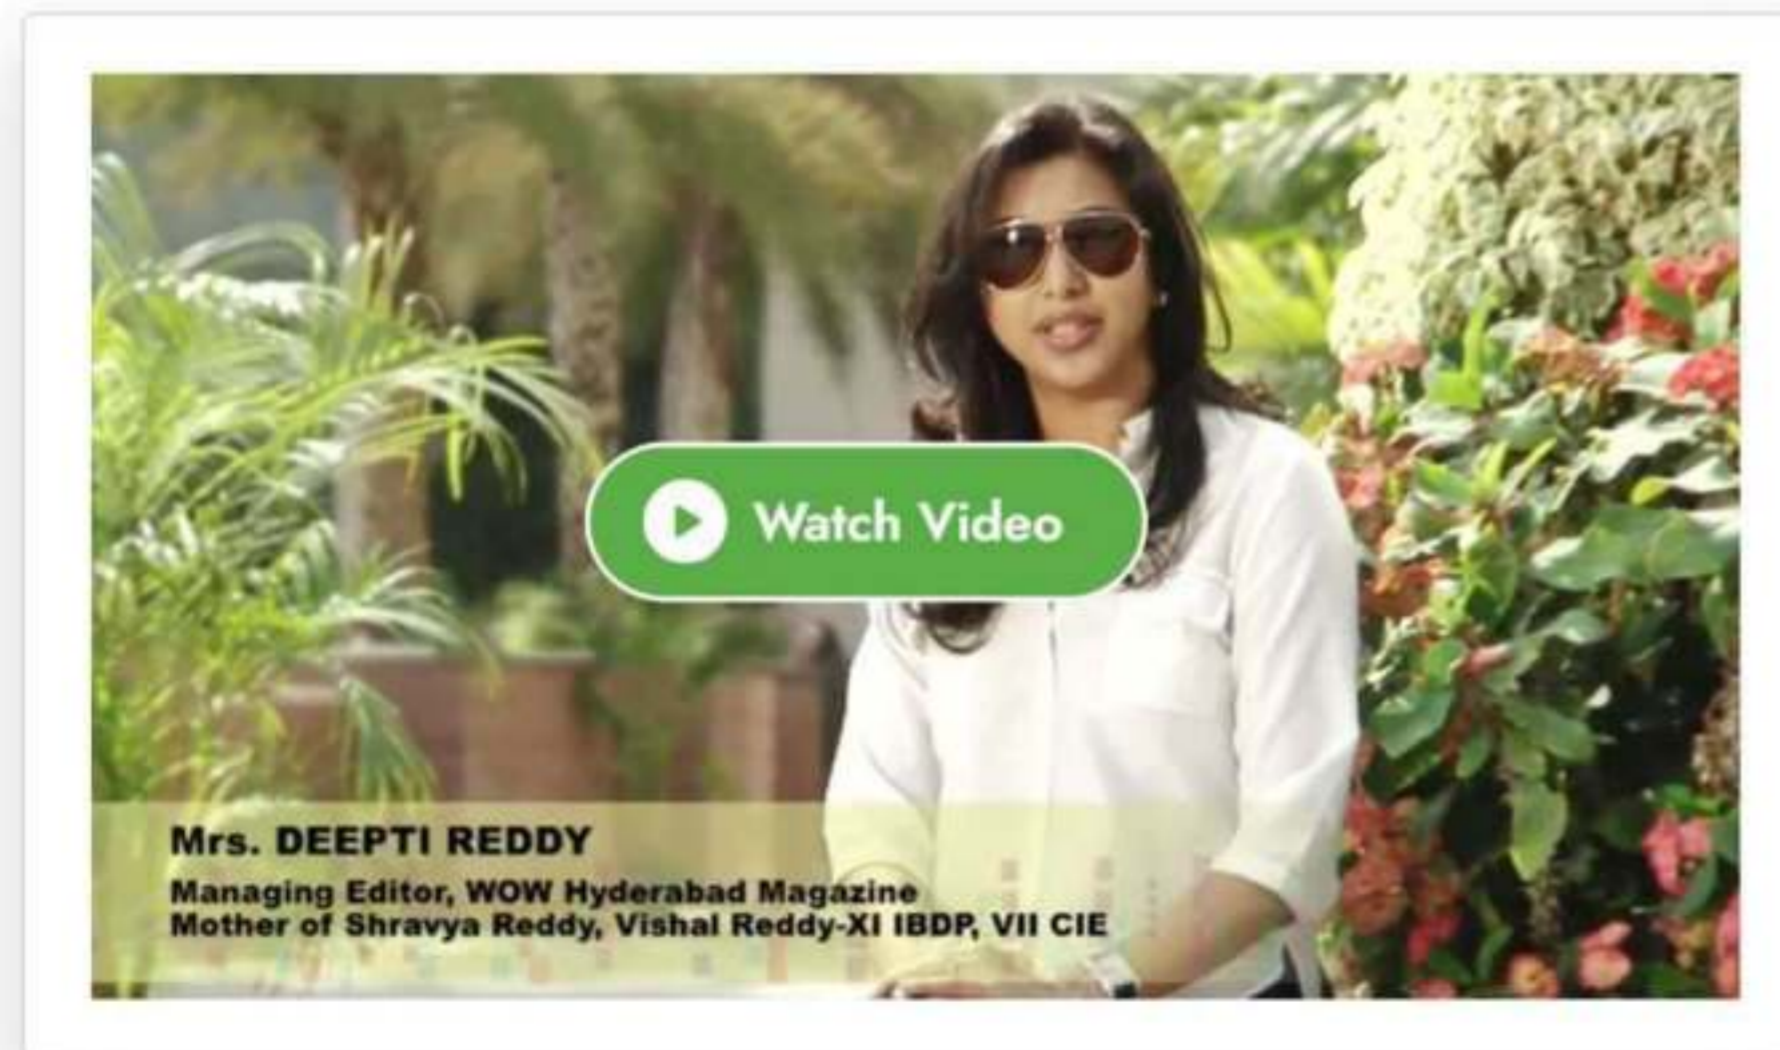 Watch Video
Mrs. DEEPTI REDDY
Managing Editor, WOW Hyderabad Magazine
Mother of Shravya Reddy, Vishal Reddy-XI IBDP, VII CIE